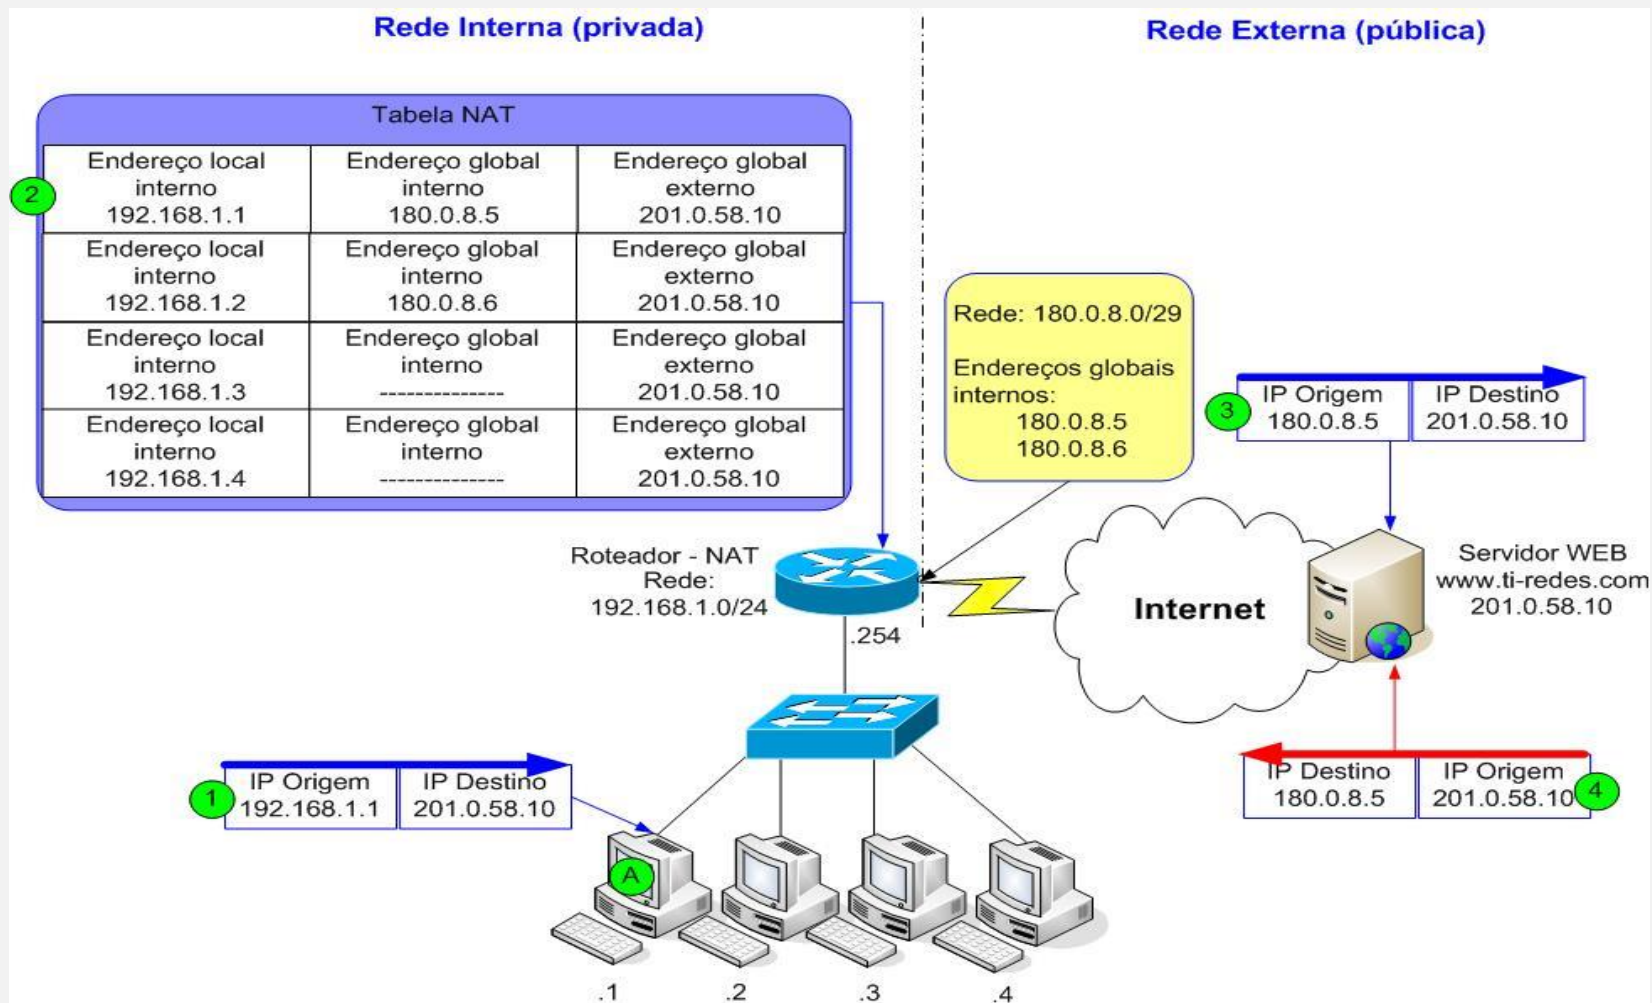 Rede Interna (privada)
Rede Externa (pública)
Tabela NAT
2
Endereço local
interno
192.168.1.1
Endereço global
interno
180.0.8.5
Endereço global
externo
201.0.58.10
Endereço local
interno
192.168.1.2
Endereço global
interno
180.0.8.6
Endereço global
externo
201.0.58.10
Endereço local
interno
192.168.1.3
Endereço global
interno
--------------
Endereço global
externo
201.0.58.10
Endereço local
interno
192.168.1.4
Endereço global
interno
--------------
Endereço global
externo
201.0.58.10
Rede: 180.0.8.0/29
Endereços globais
internos:
180.0.8.5
180.0.8.6
3
IP Origem
180.0.8.5
IP Destino
201.0.58.10
Roteador - NAT
Rede:
192.168.1.0/24
.254
Internet
Servidor WEB
www.ti-redes.com
201.0.58.10
1
IP Origem
192.168.1.1
IP Destino
201.0.58.10
IP Destino
180.0.8.5
IP Origem
201.0.58.10
4
A
.1
.2
.3
.4